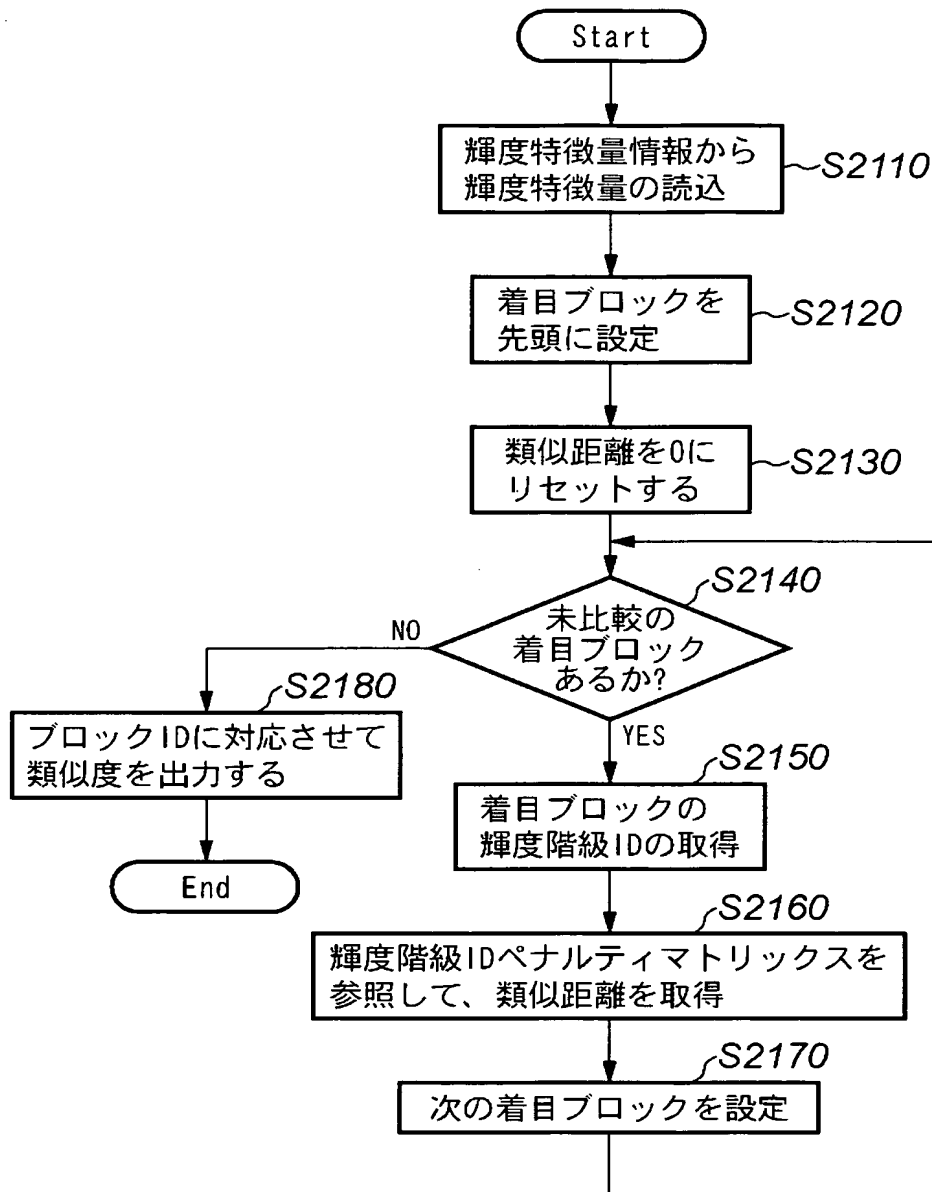 Start
輝度特徴量情報から
輝度特徴量の読込
S2110
着目ブロックを
先頭に設定
S2120
類似距離を0に
リセットする
S2130
S2140
未比較の
着目ブロック
あるか?
NO
YES
S2180
ブロックIDに対応させて
類似度を出力する
End
S2150
着目ブロックの
輝度階級IDの取得
S2160
輝度階級IDペナルティマトリックスを
参照して、類似距離を取得
S2170
次の着目ブロックを設定